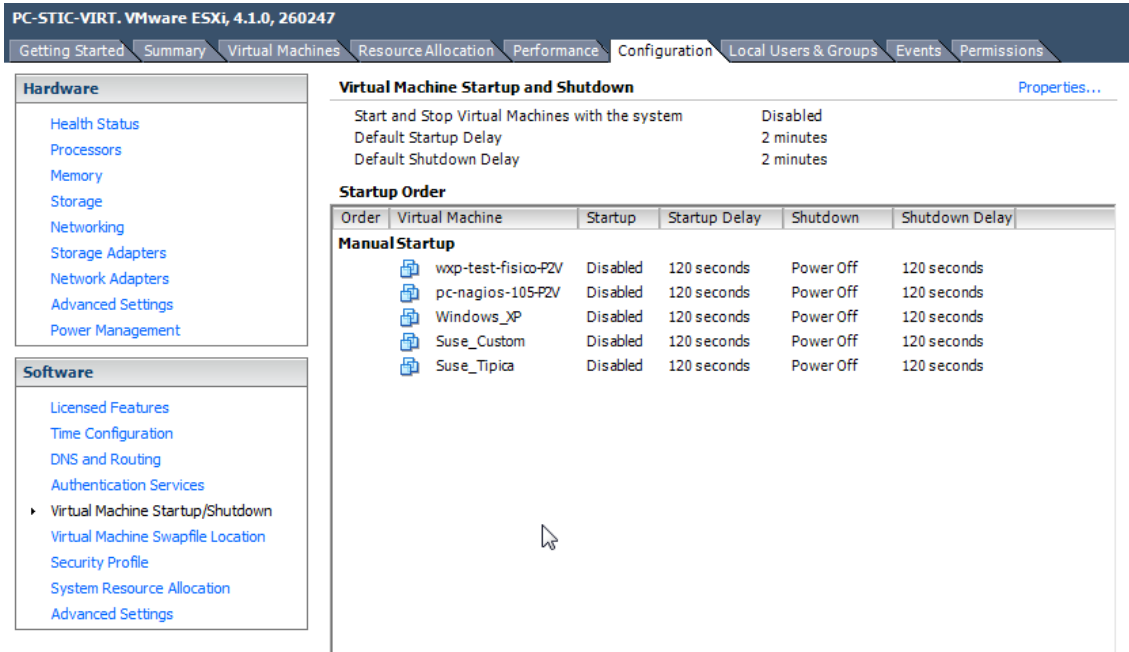 PC-STIC-VIRT. VMware ESXi, 4.1.0, 260247
Getting Started Summary Virtual Machines Resource Allocation Performance Configuration Local Users & Groups Events Permissions
Hardware
Health Status
Processors
Memory
Storage
Networking
Storage Adapters
Network Adapters
Advanced Settings
Power Management
Software
Licensed Features
Time Configuration
DNS and Routing
Authentication Services
Virtual Machine Startup/Shutdown
Virtual Machine Swapfile Location
Security Profile
System Resource Allocation
Advanced Settings
Virtual Machine Startup and Shutdown Properties...
Start and Stop Virtual Machines with the system Disabled
Default Startup Delay 2 minutes
Default Shutdown Delay 2 minutes
Startup Order
Order Virtual Machine Startup Startup Delay Shutdown Shutdown Delay
Manual Startup
wxp-test-fisico-P2V Disabled 120 seconds Power Off 120 seconds
pc-nagios-105-P2V Disabled 120 seconds Power Off 120 seconds
Windows_XP Disabled 120 seconds Power Off 120 seconds
Suse_Custom Disabled 120 seconds Power Off 120 seconds
Suse_Tipica Disabled 120 seconds Power Off 120 seconds